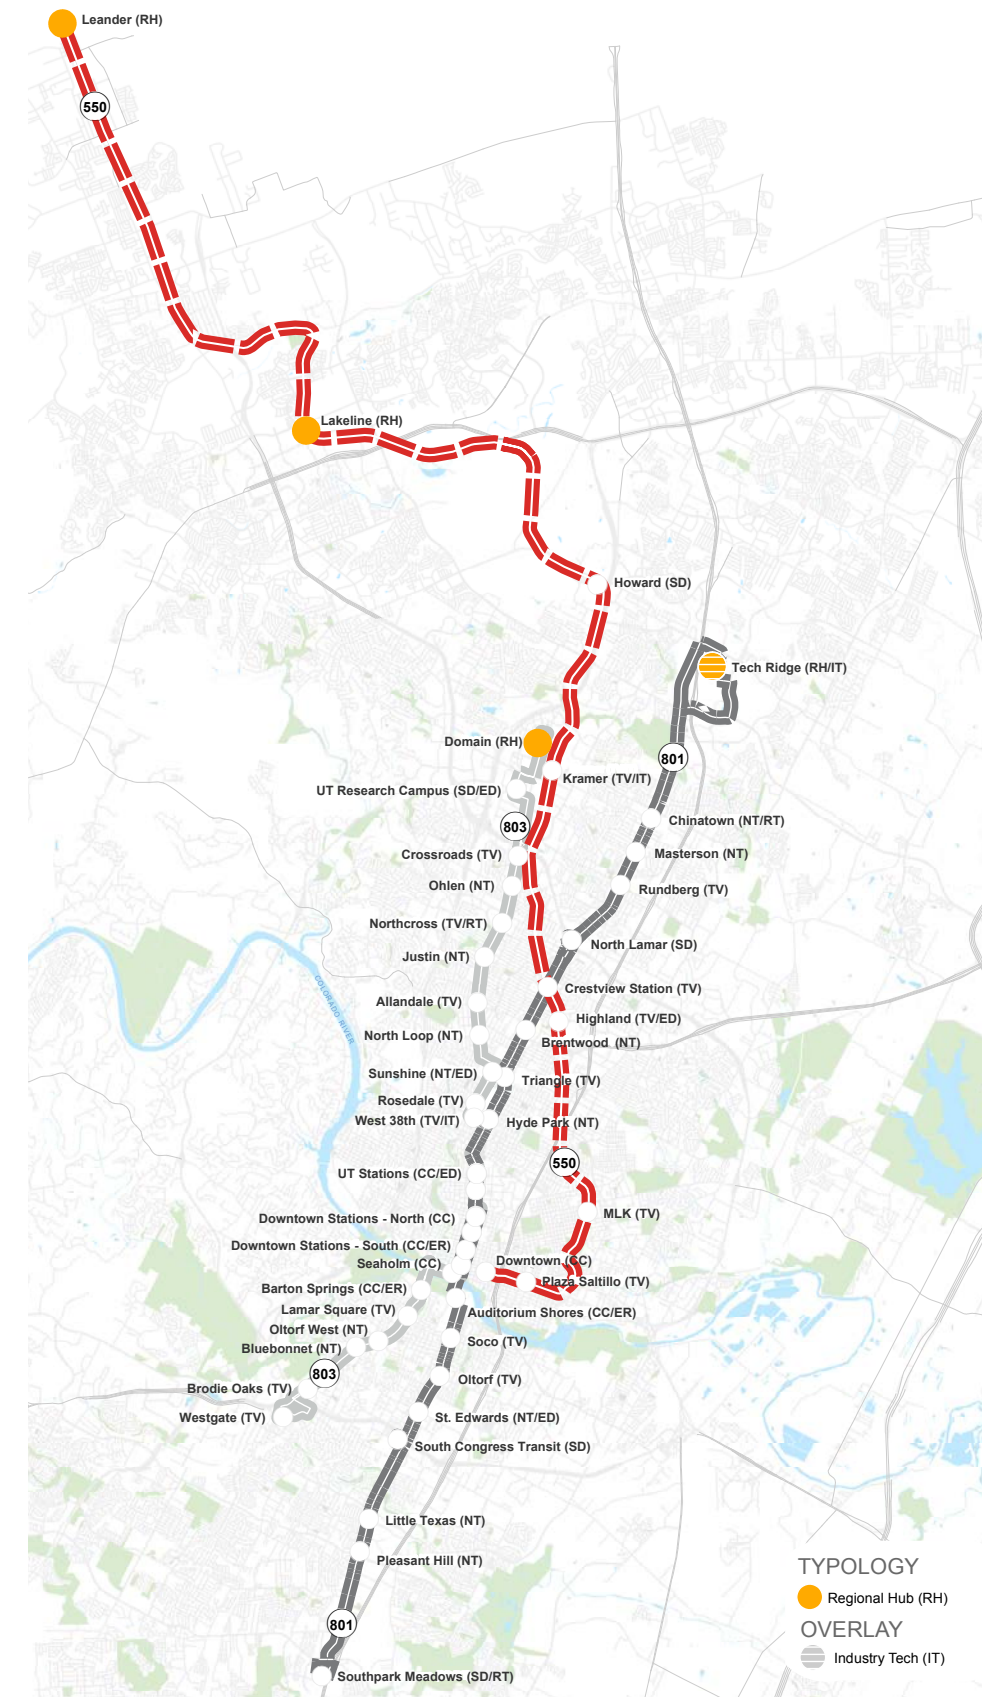 Leander (RH)
550
Lakeline (RH)
Howard (SD)
Tech Ridge (RH/IT)
Domain (RH)
801
Kramer (TV/IT)
UT Research Campus (SD/ED)
Chinatown (NT/RT)
803
Crossroads (TV)
Masterson (NT)
Ohlen (NT)
Rundberg (TV)
Northcross (TV/RT)
North Lamar (SD)
Justin (NT)
COLORADO RIVER
Crestview Station (TV)
Allandale (TV)
Highland (TV/ED)
North Loop (NT)
Brentwood (NT)
Sunshine (NT/ED)
Triangle (TV)
Rosedale (TV)
West 38th (TV/IT)
Hyde Park (NT)
550
UT Stations (CC/ED)
MLK (TV)
Downtown Stations - North (CC)
Downtown Stations - South (CC/ER)
Seaholm (CC)
Downtown (CC)
Plaza Saltillo (TV)
Barton Springs (CC/ER)
Lamar Square (TV)
Auditorium Shores (CC/ER)
Oltorf West (NT)
Soco (TV)
Bluebonnet (NT)
803
Oltorf (TV)
Brodie Oaks (TV)
Westgate (TV)
St. Edwards (NT/ED)
South Congress Transit (SD)
Little Texas (NT)
Pleasant Hill (NT)
801
Southpark Meadows (SD/RT)
TYPOLOGY
Regional Hub (RH)
OVERLAY
Industry Tech (IT)